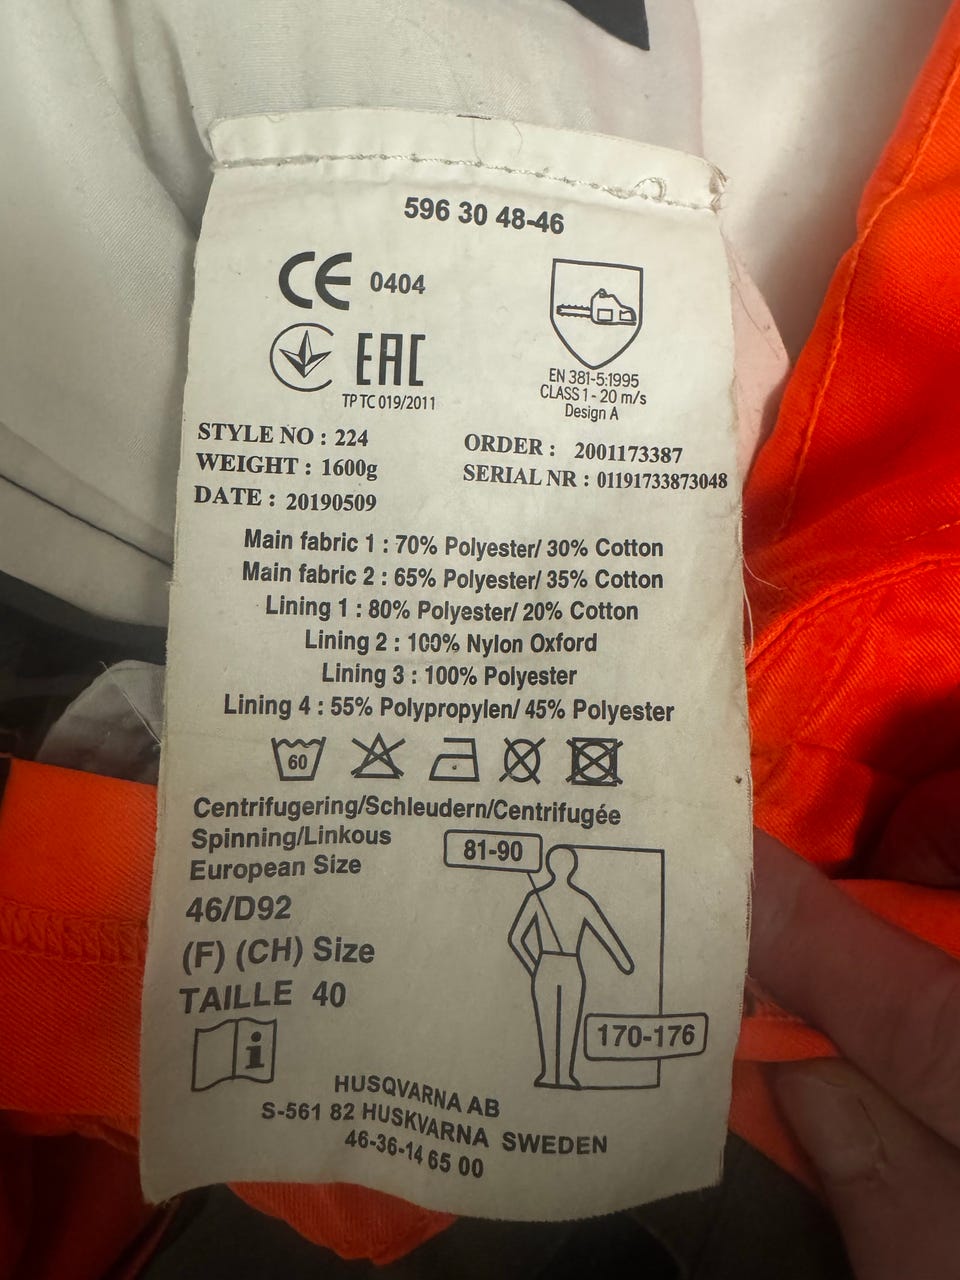 596 30 48-46
CE 0404
EAC
TP TC 019/2011
EN 381-5:1995
CLASS 1 - 20 m/s
Design A
STYLE NO : 224
WEIGHT : 1600g
DATE : 20190509
ORDER : 2001173387
SERIAL NR : 01191733873048
Main fabric 1 : 70% Polyester/ 30% Cotton
Main fabric 2 : 65% Polyester/ 35% Cotton
Lining 1 : 80% Polyester/ 20% Cotton
Lining 2 : 100% Nylon Oxford
Lining 3 : 100% Polyester
Lining 4 : 55% Polypropylen/ 45% Polyester
60
Centrifugering/Schleudern/Centrifugée
Spinning/Linkous
European Size
46/D92
(F) (CH) Size
TAILLE 40
81-90
170-176
i
HUSQVARNA AB
S-561 82 HUSKVARNA SWEDEN
46-36-14 65 00